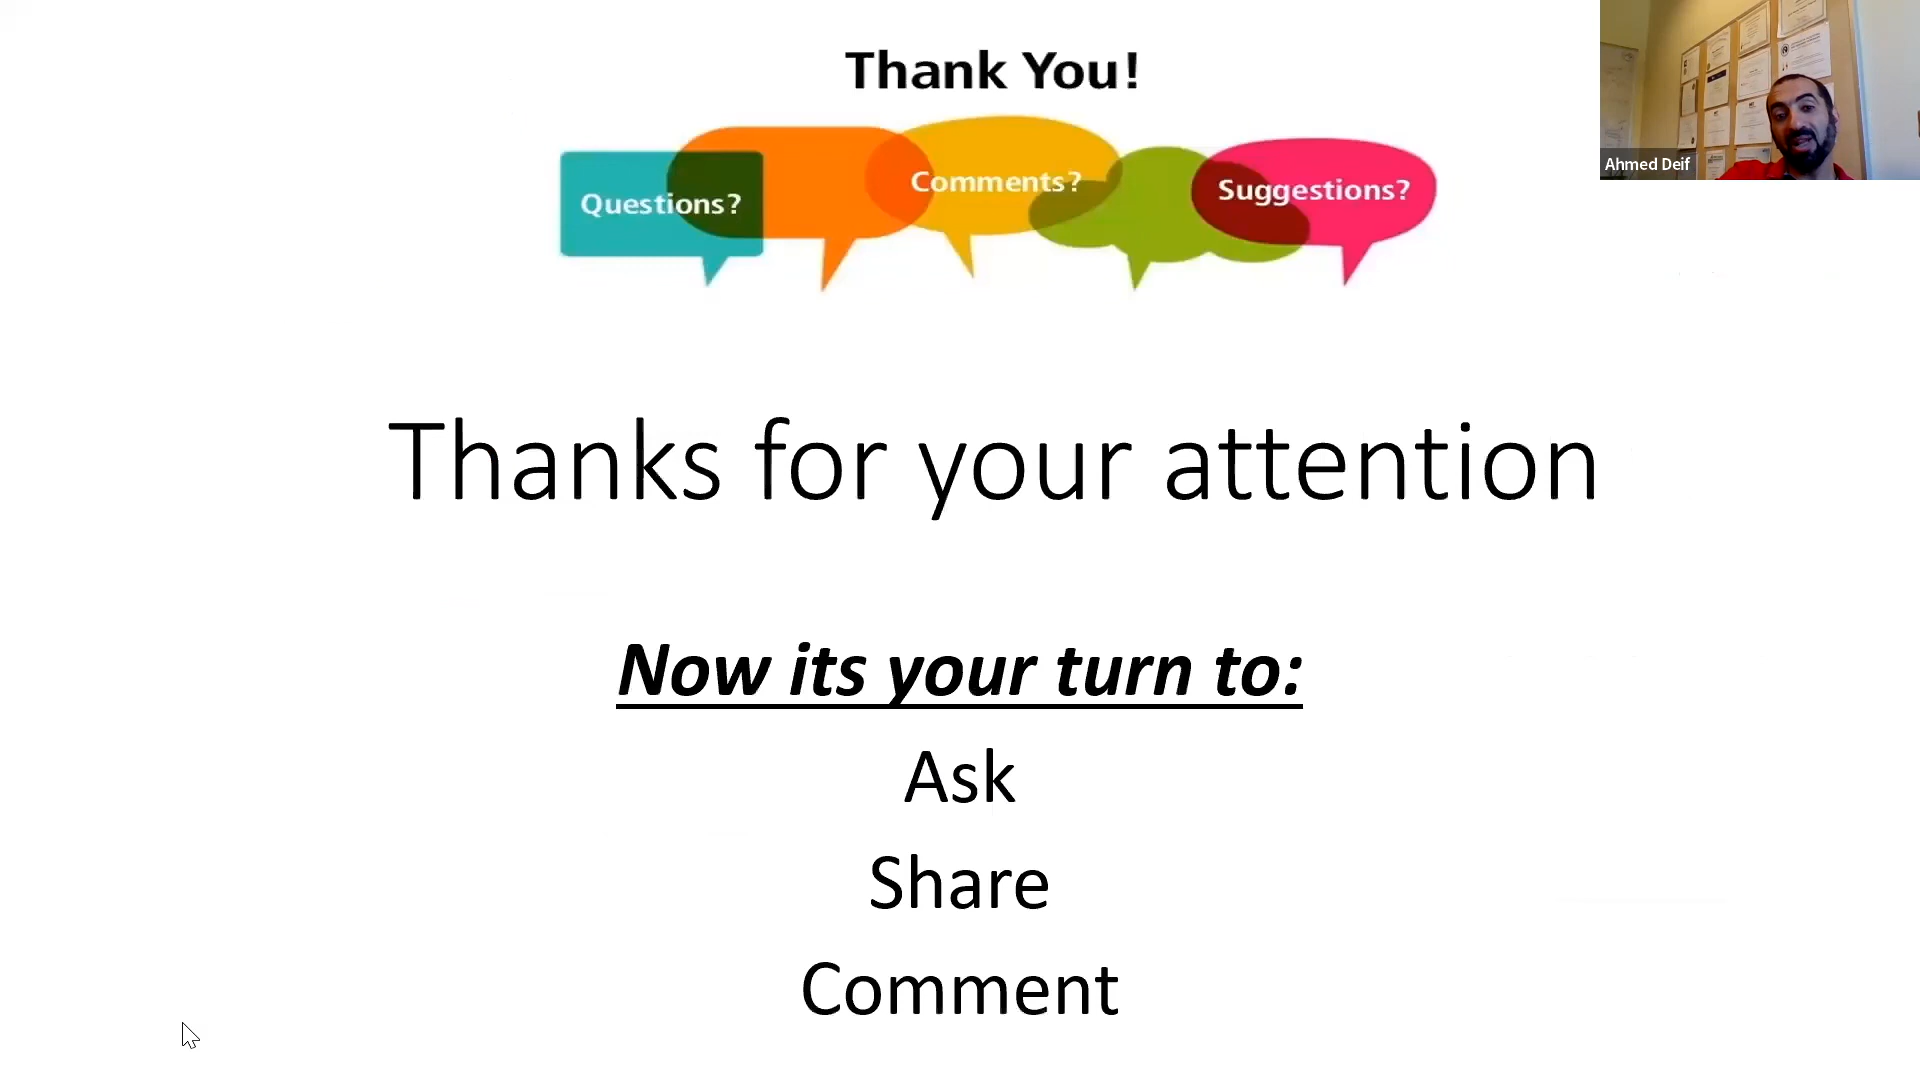 Thank You!
Questions?
Comments?
Suggestions?
Ahmed Deif
Thanks for your attention
Now its your turn to:
Ask
Share
Comment